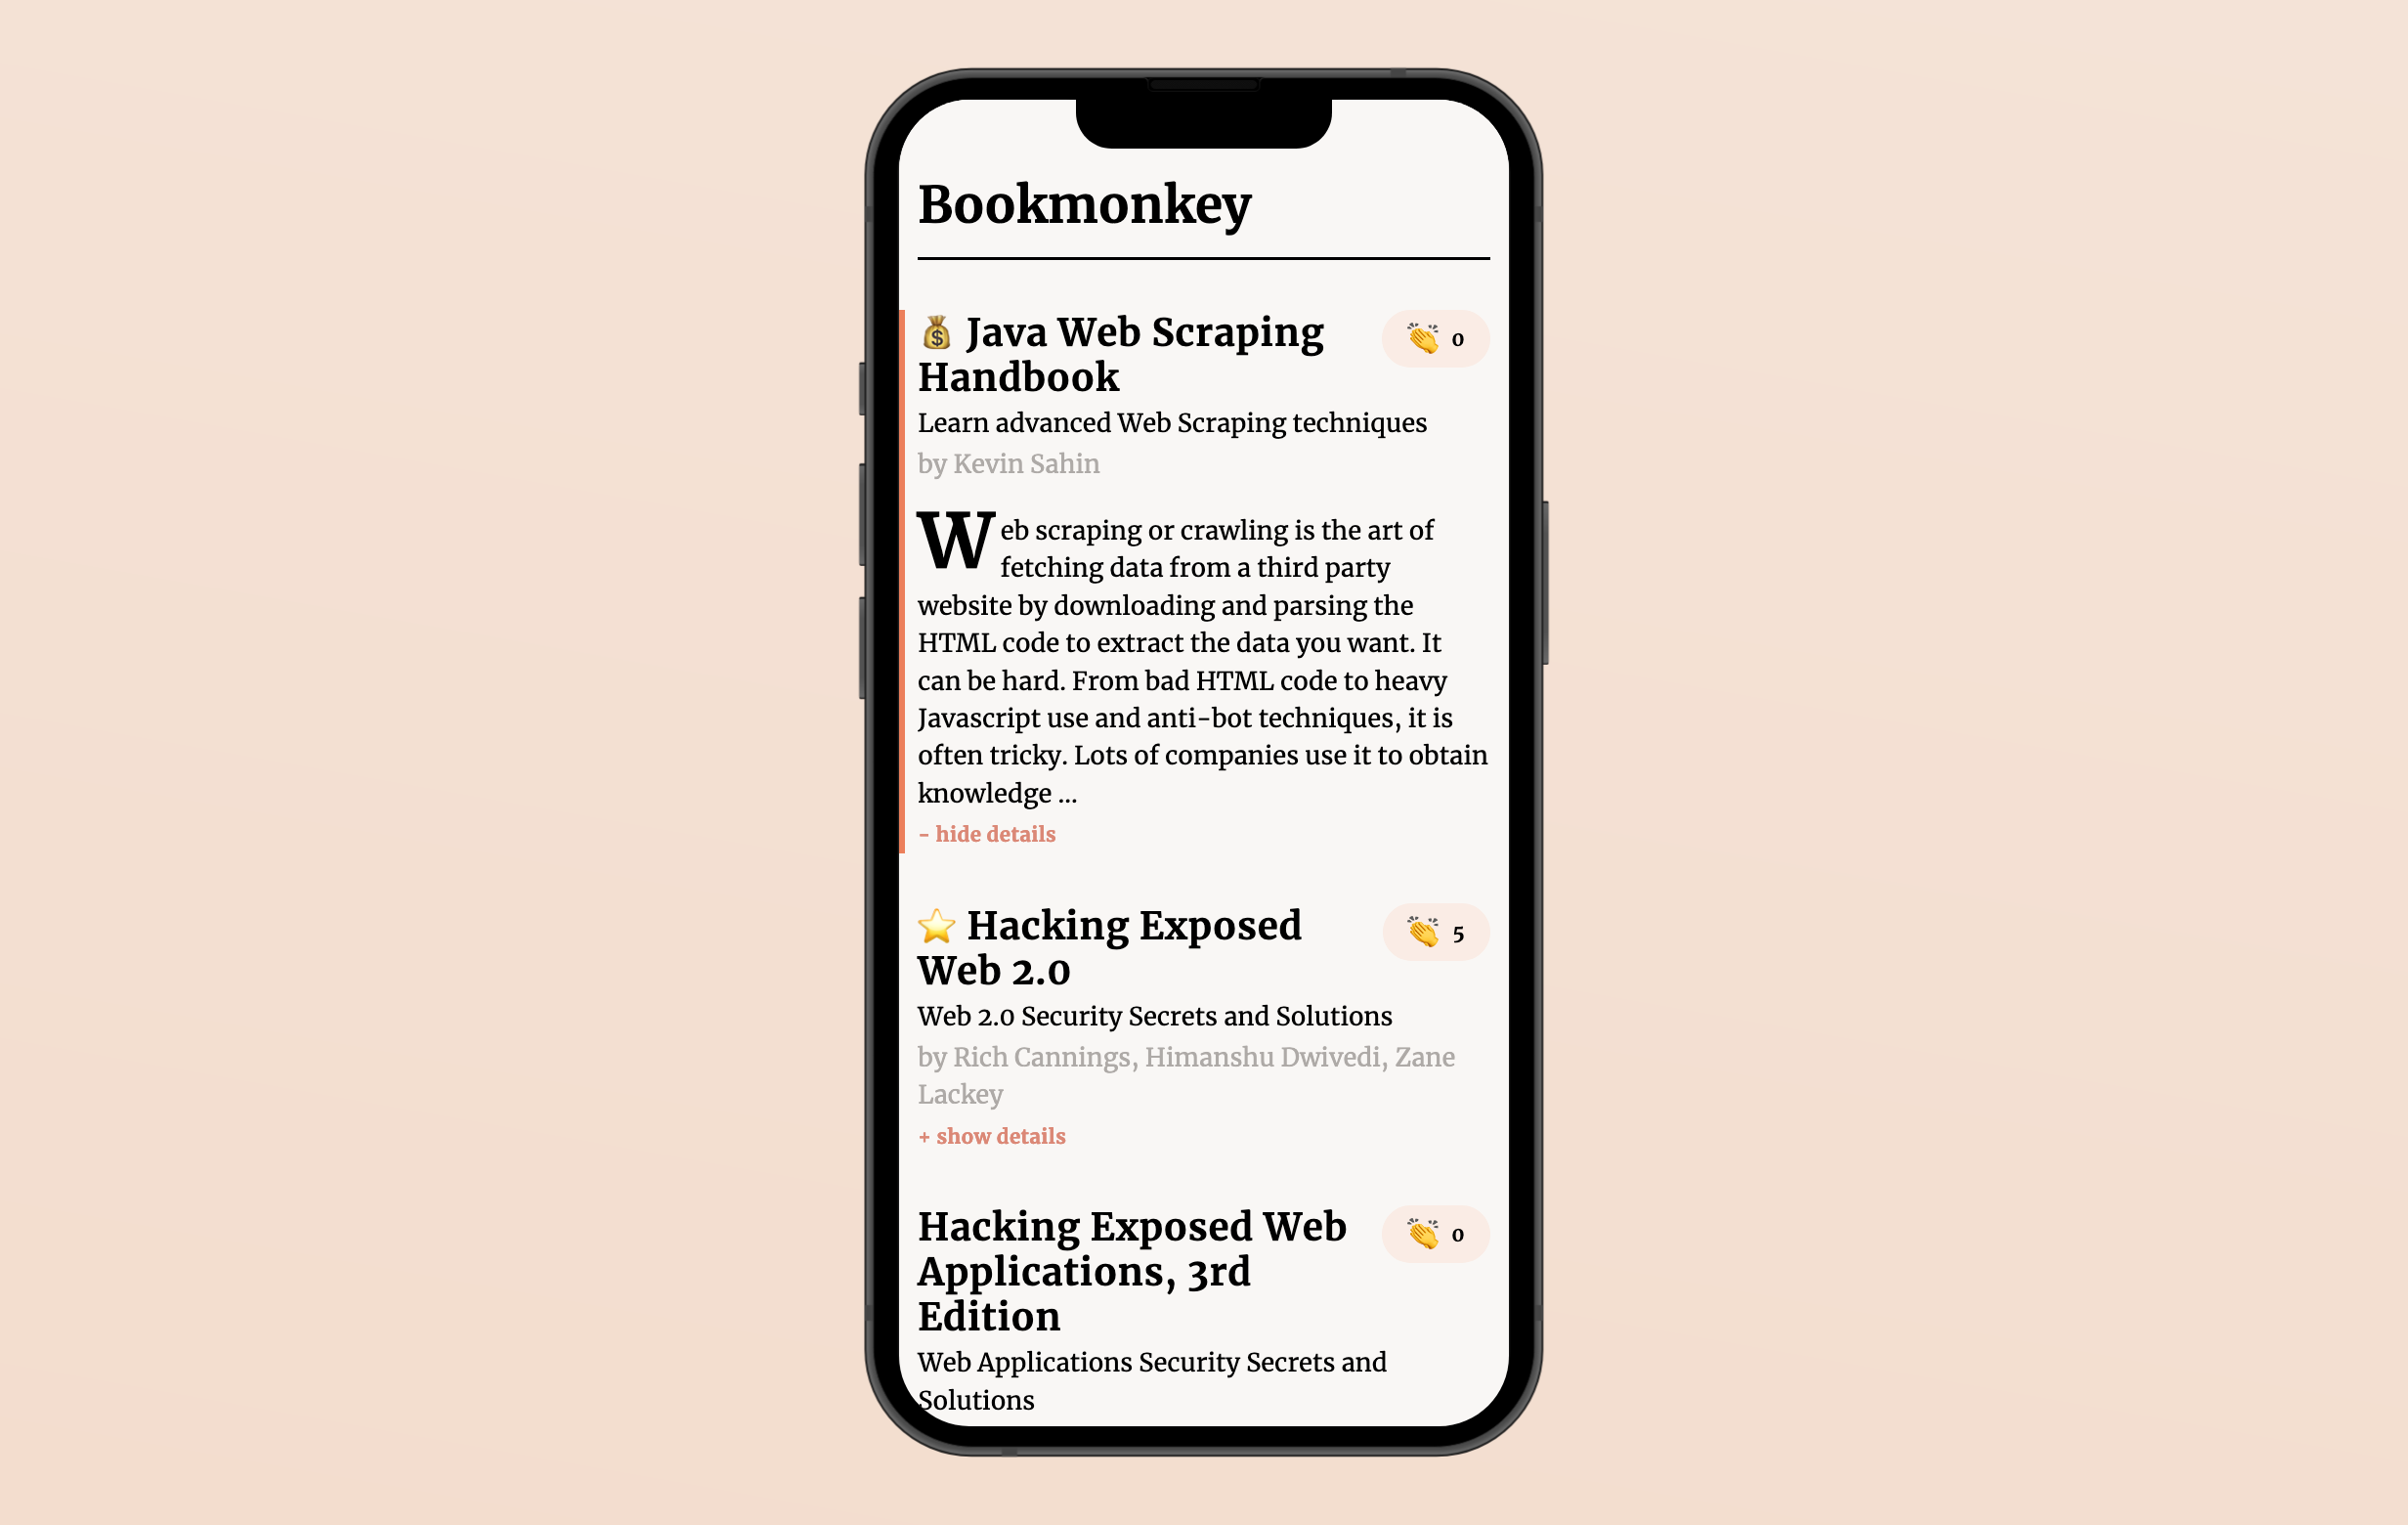 Bookmonkey
💰 Java Web Scraping
Handbook
👏 0
Learn advanced Web Scraping techniques
by Kevin Sahin
Web scraping or crawling is the art of
fetching data from a third party
website by downloading and parsing the
HTML code to extract the data you want. It
can be hard. From bad HTML code to heavy
Javascript use and anti-bot techniques, it is
often tricky. Lots of companies use it to obtain
knowledge ...
- hide details
⭐ Hacking Exposed
Web 2.0
👏 5
Web 2.0 Security Secrets and Solutions
by Rich Cannings, Himanshu Dwivedi, Zane
Lackey
+ show details
Hacking Exposed Web
Applications, 3rd
Edition
👏 0
Web Applications Security Secrets and
Solutions